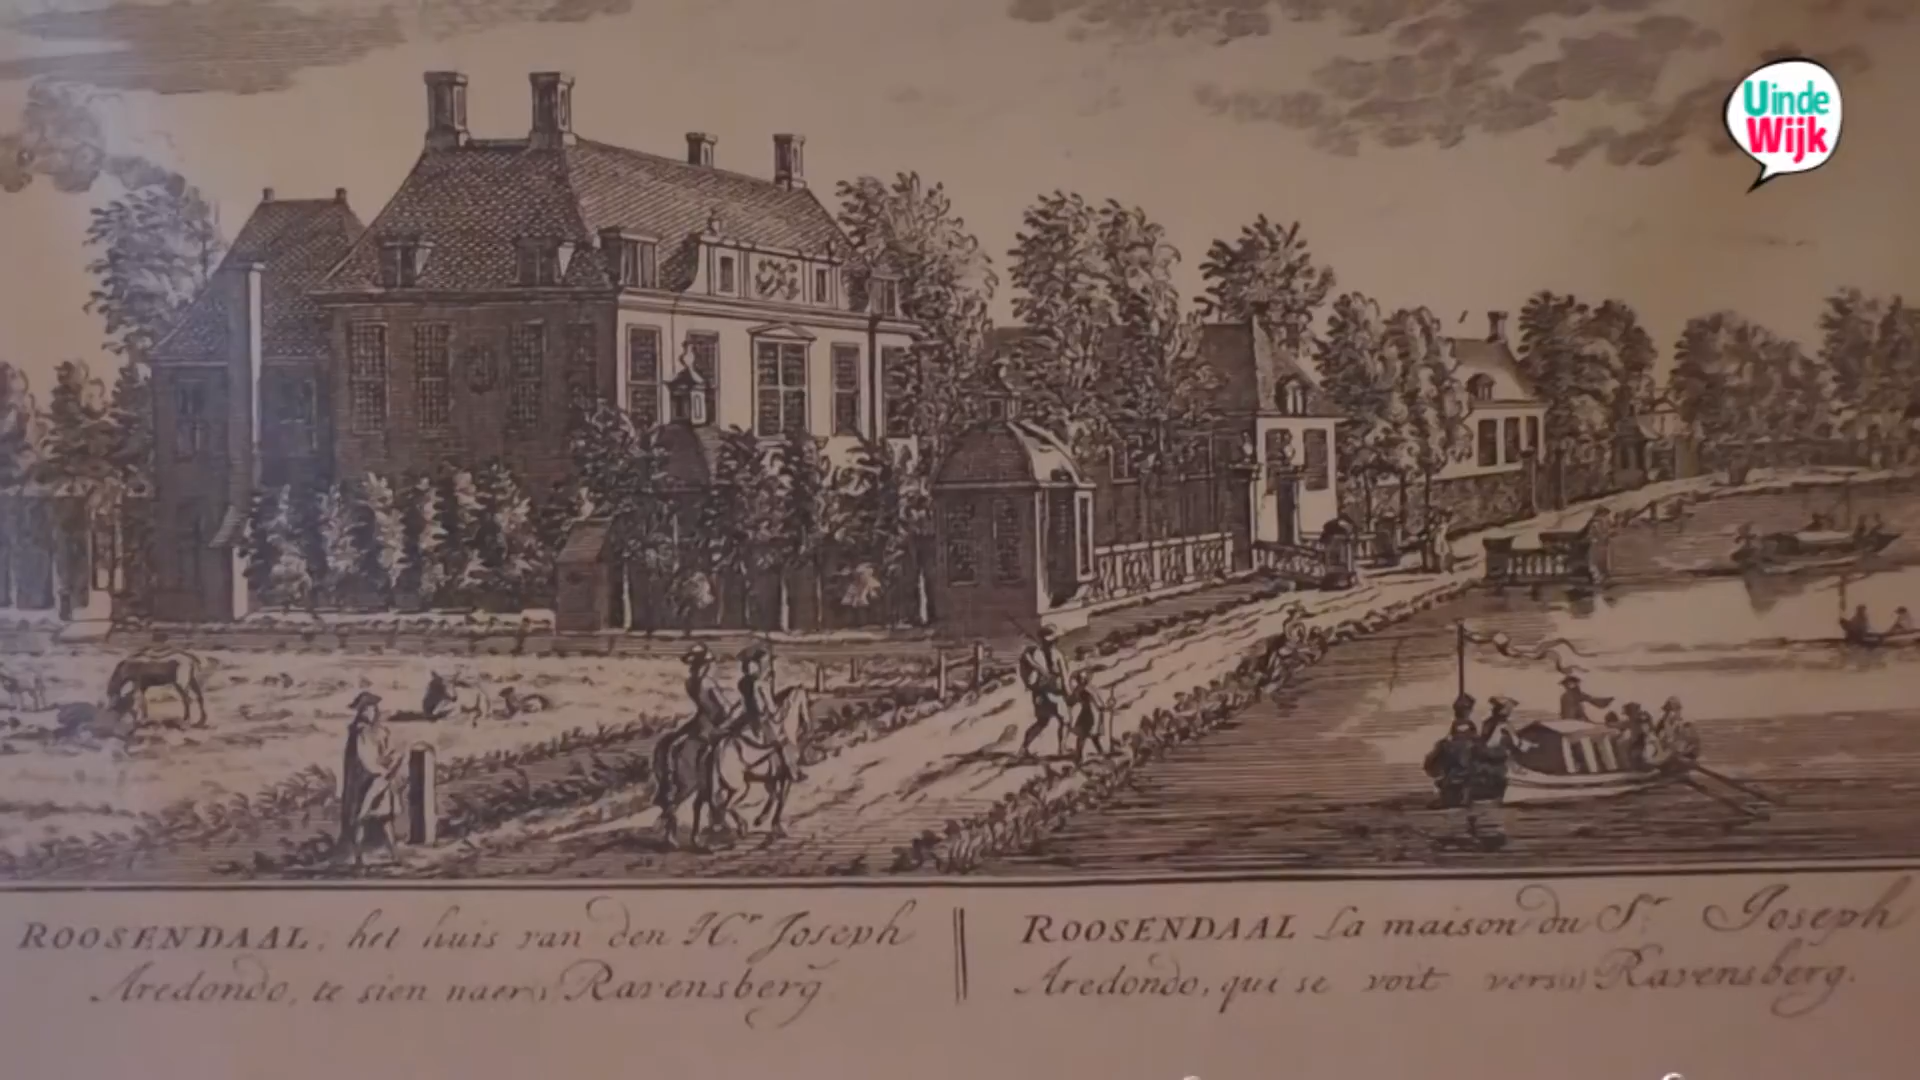 Uinde
Wijk
ROOSENDAAL, het huis van den Hr. Joseph
Aredondo, te sien naer Ravensberg
ROOSENDAAL La maison du Sr. Joseph
Aredondo, qui se voit vers Ravensberg.